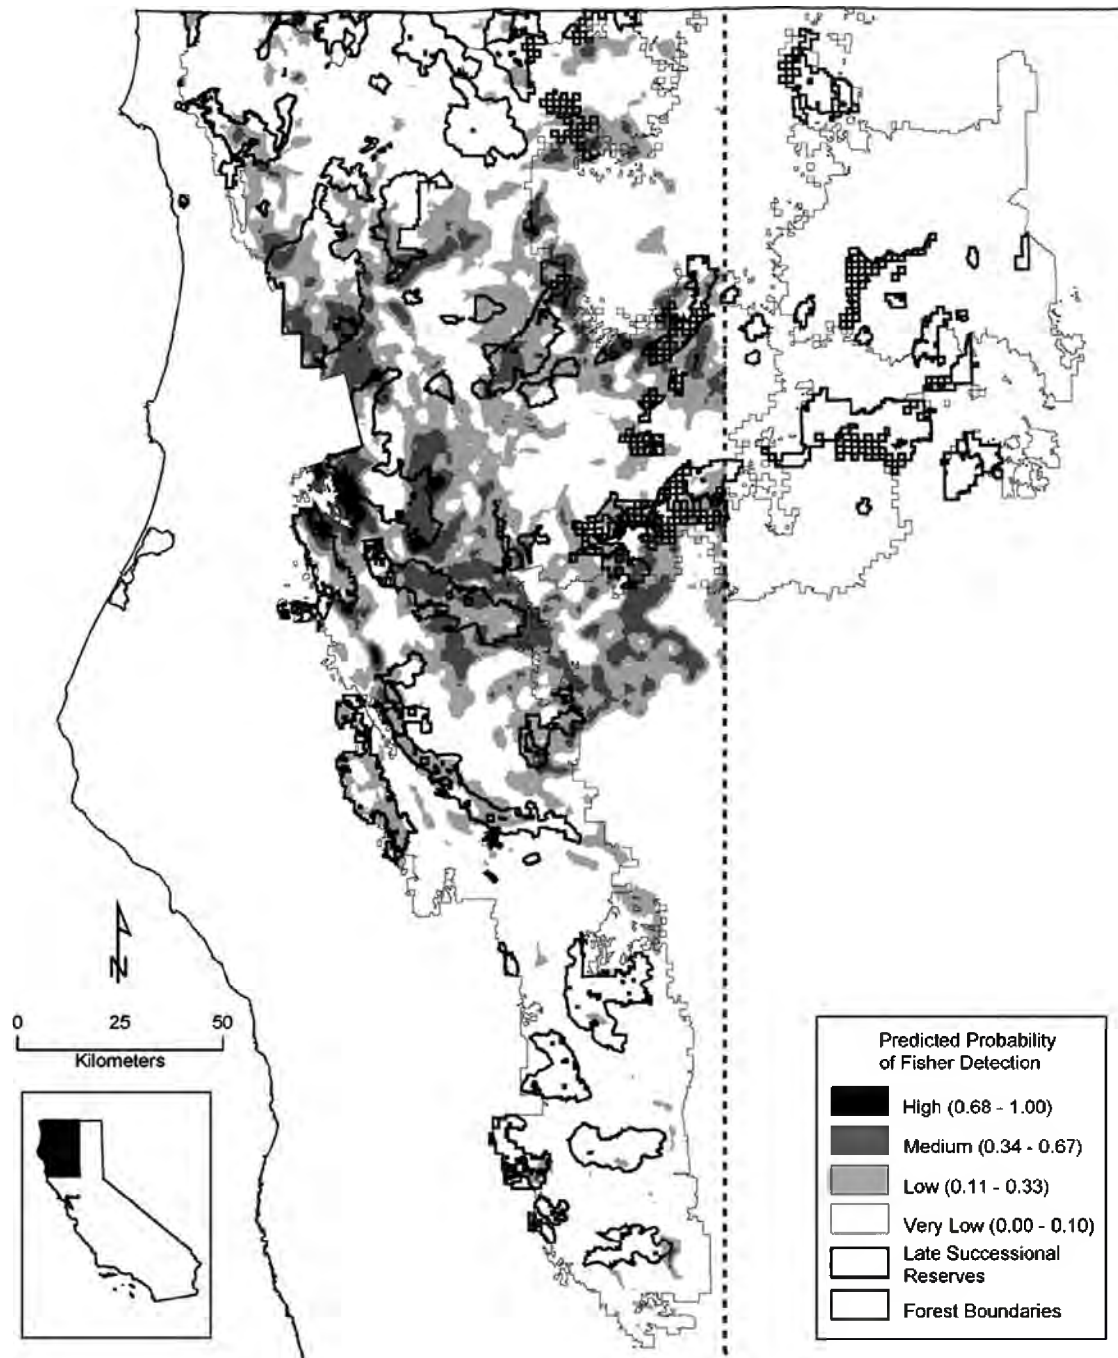 N
0 25 50
Kilometers
Predicted Probability
of Fisher Detection
High (0.68 - 1.00)
Medium (0.34 - 0.67)
Low (0.11 - 0.33)
Very Low (0.00 - 0.10)
Late Successional
Reserves
Forest Boundaries